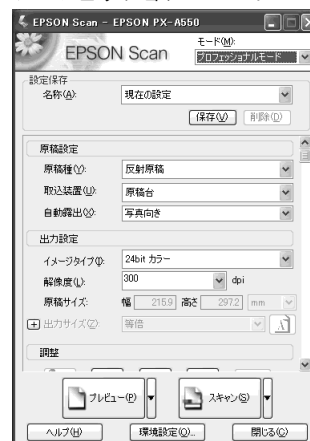 EPSON Scan - EPSON PX-A550
EPSON Scan
モード(M):
プロフェッショナルモード
設定保存
名称(A):
現在の設定
保存(V)
削除(D)
原稿設定
原稿種(Y):
反射原稿
取込装置(U):
原稿台
自動露出(X):
写真向き
出力設定
イメージタイプ(I):
24bit カラー
解像度(L):
300
dpi
原稿サイズ:
幅
215.9
高さ
297.2
mm
出力サイズ(Z):
等倍
調整
プレビュー(P)
スキャン(S)
ヘルプ(H)
環境設定(O)...
閉じる(C)